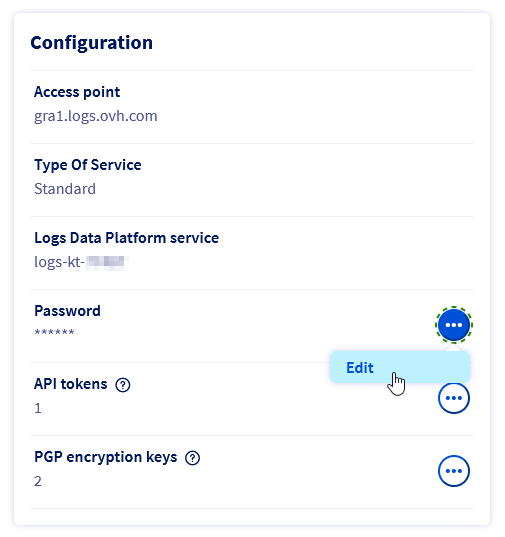 Configuration
Access point
gra1.logs.ovh.com
Type Of Service
Standard
Logs Data Platform service
logs-kt-
Password
******
Edit
API tokens
1
PGP encryption keys
2